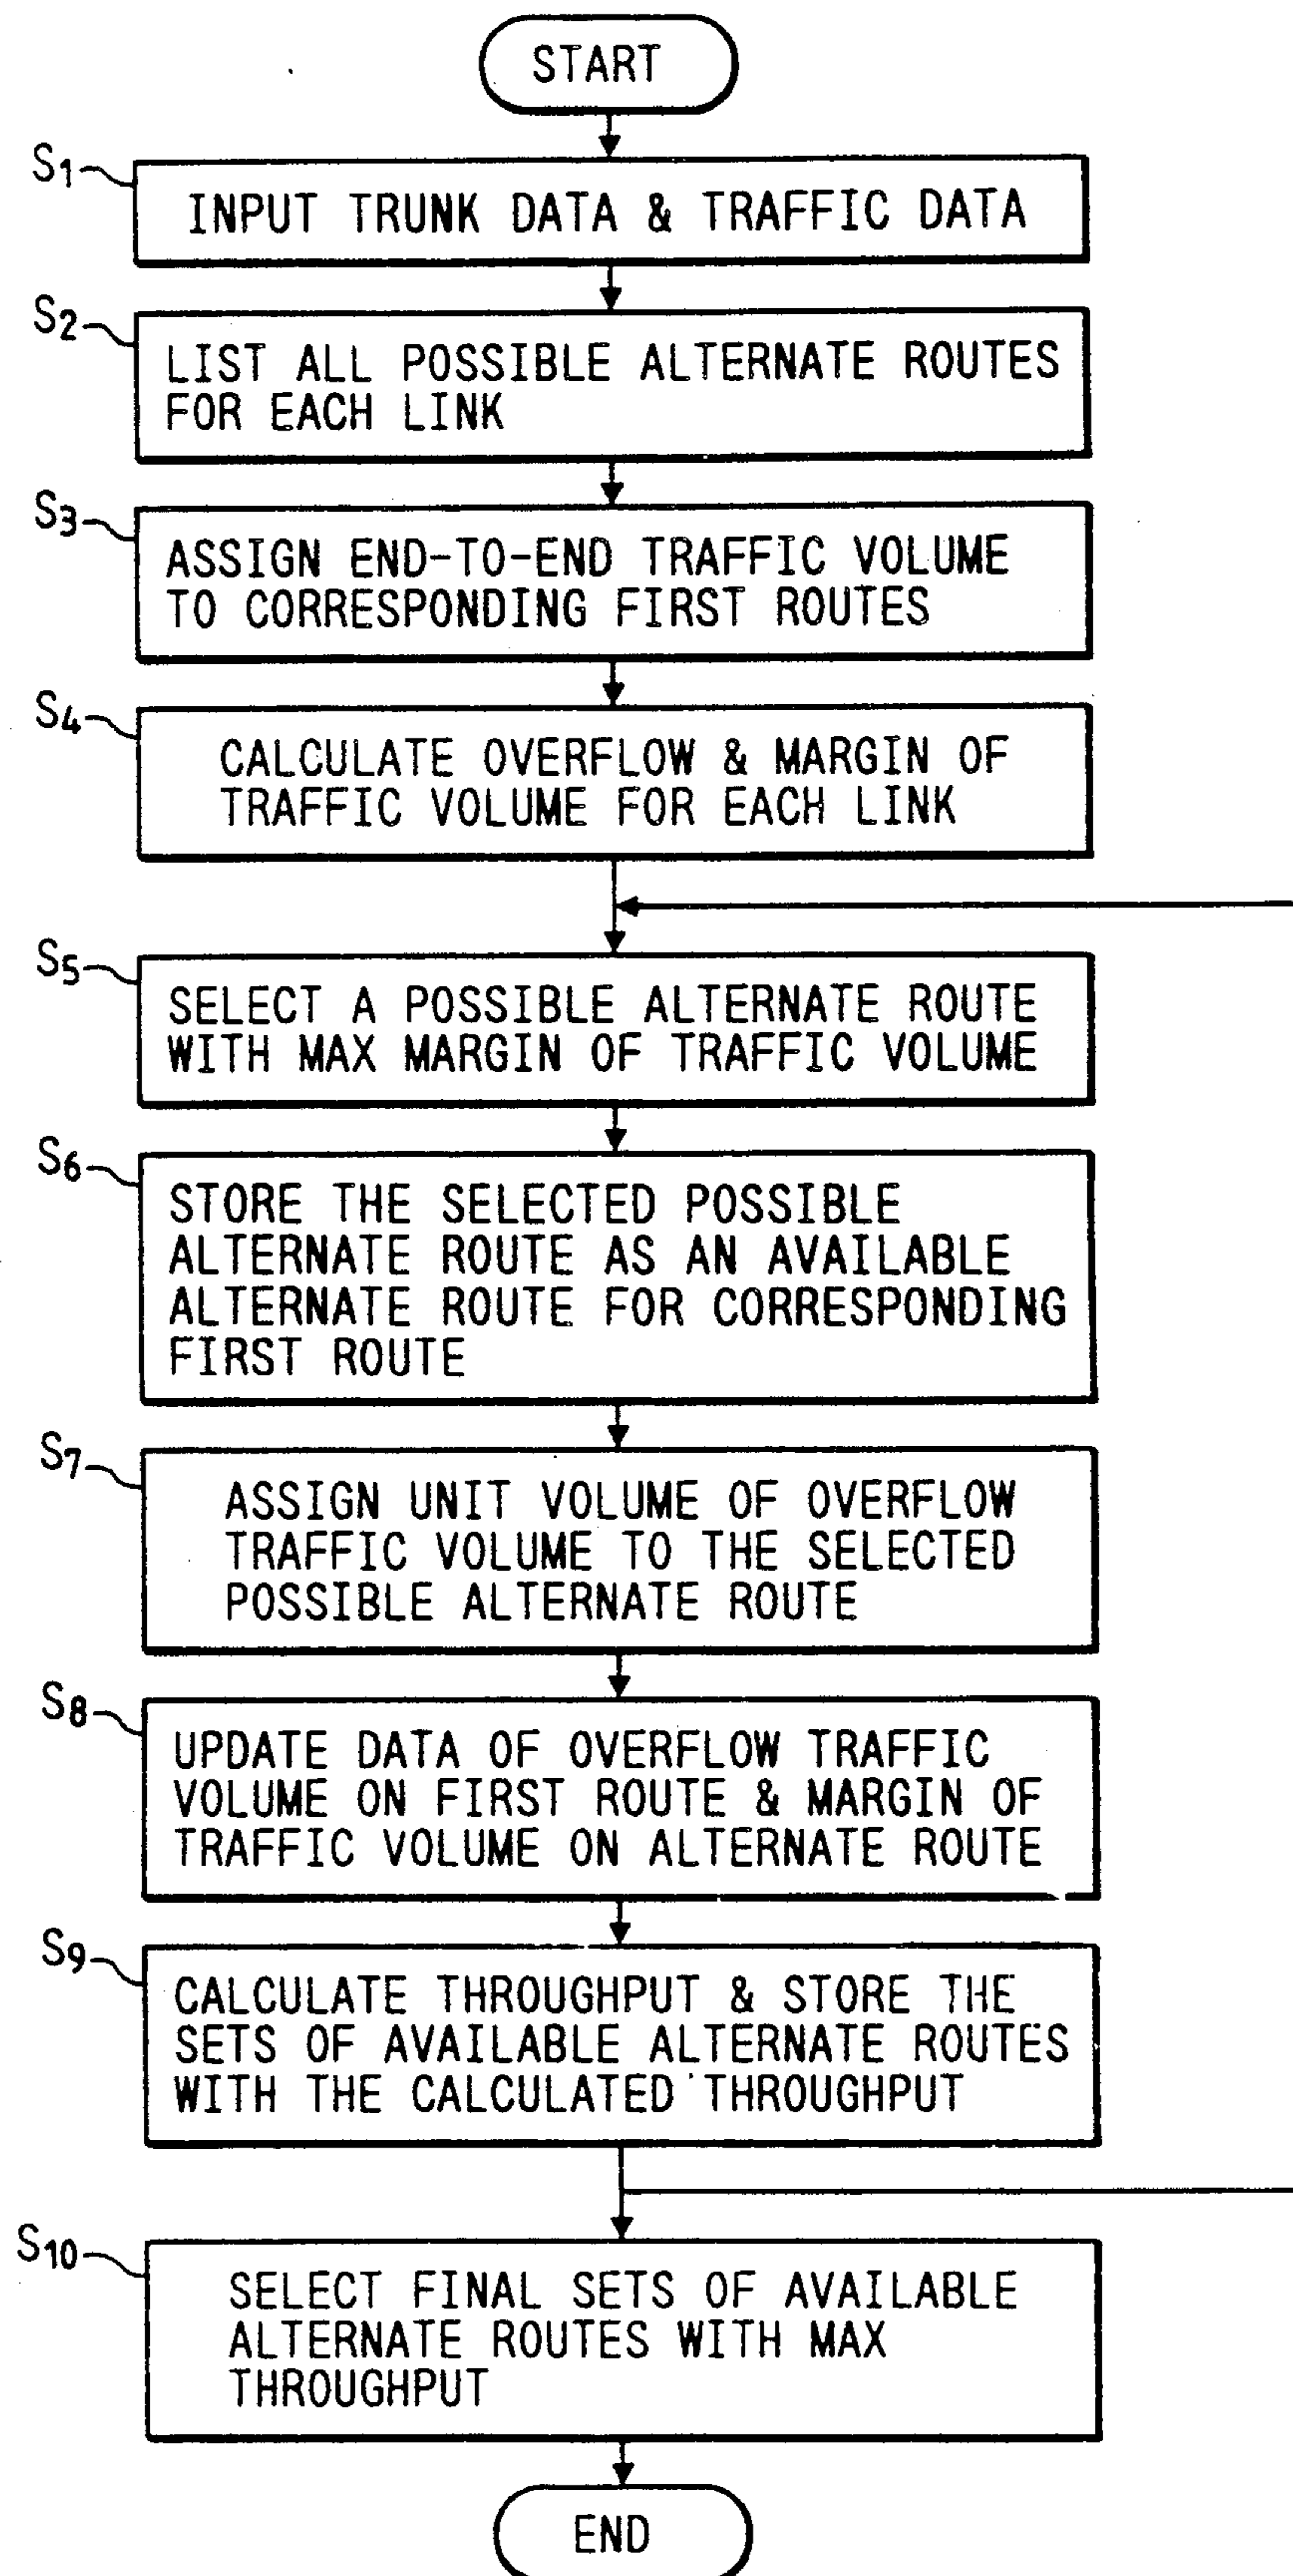 START
S1
INPUT TRUNK DATA & TRAFFIC DATA
S2
LIST ALL POSSIBLE ALTERNATE ROUTES
FOR EACH LINK
S3
ASSIGN END-TO-END TRAFFIC VOLUME
TO CORRESPONDING FIRST ROUTES
S4
CALCULATE OVERFLOW & MARGIN OF
TRAFFIC VOLUME FOR EACH LINK
S5
SELECT A POSSIBLE ALTERNATE ROUTE
WITH MAX MARGIN OF TRAFFIC VOLUME
S6
STORE THE SELECTED POSSIBLE
ALTERNATE ROUTE AS AN AVAILABLE
ALTERNATE ROUTE FOR CORRESPONDING
FIRST ROUTE
S7
ASSIGN UNIT VOLUME OF OVERFLOW
TRAFFIC VOLUME TO THE SELECTED
POSSIBLE ALTERNATE ROUTE
S8
UPDATE DATA OF OVERFLOW TRAFFIC
VOLUME ON FIRST ROUTE & MARGIN OF
TRAFFIC VOLUME ON ALTERNATE ROUTE
S9
CALCULATE THROUGHPUT & STORE THE
SETS OF AVAILABLE ALTERNATE ROUTES
WITH THE CALCULATED THROUGHPUT
S10
SELECT FINAL SETS OF AVAILABLE
ALTERNATE ROUTES WITH MAX
THROUGHPUT
END